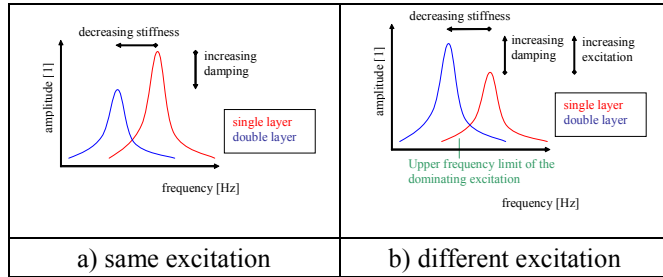 decreasing stiffness
increasing
damping
amplitude [1]
single layer
double layer
frequency [Hz]
a) same excitation
decreasing stiffness
increasing
damping
increasing
excitation
amplitude [1]
single layer
double layer
Upper frequency limit of the
dominating excitation
frequency [Hz]
b) different excitation